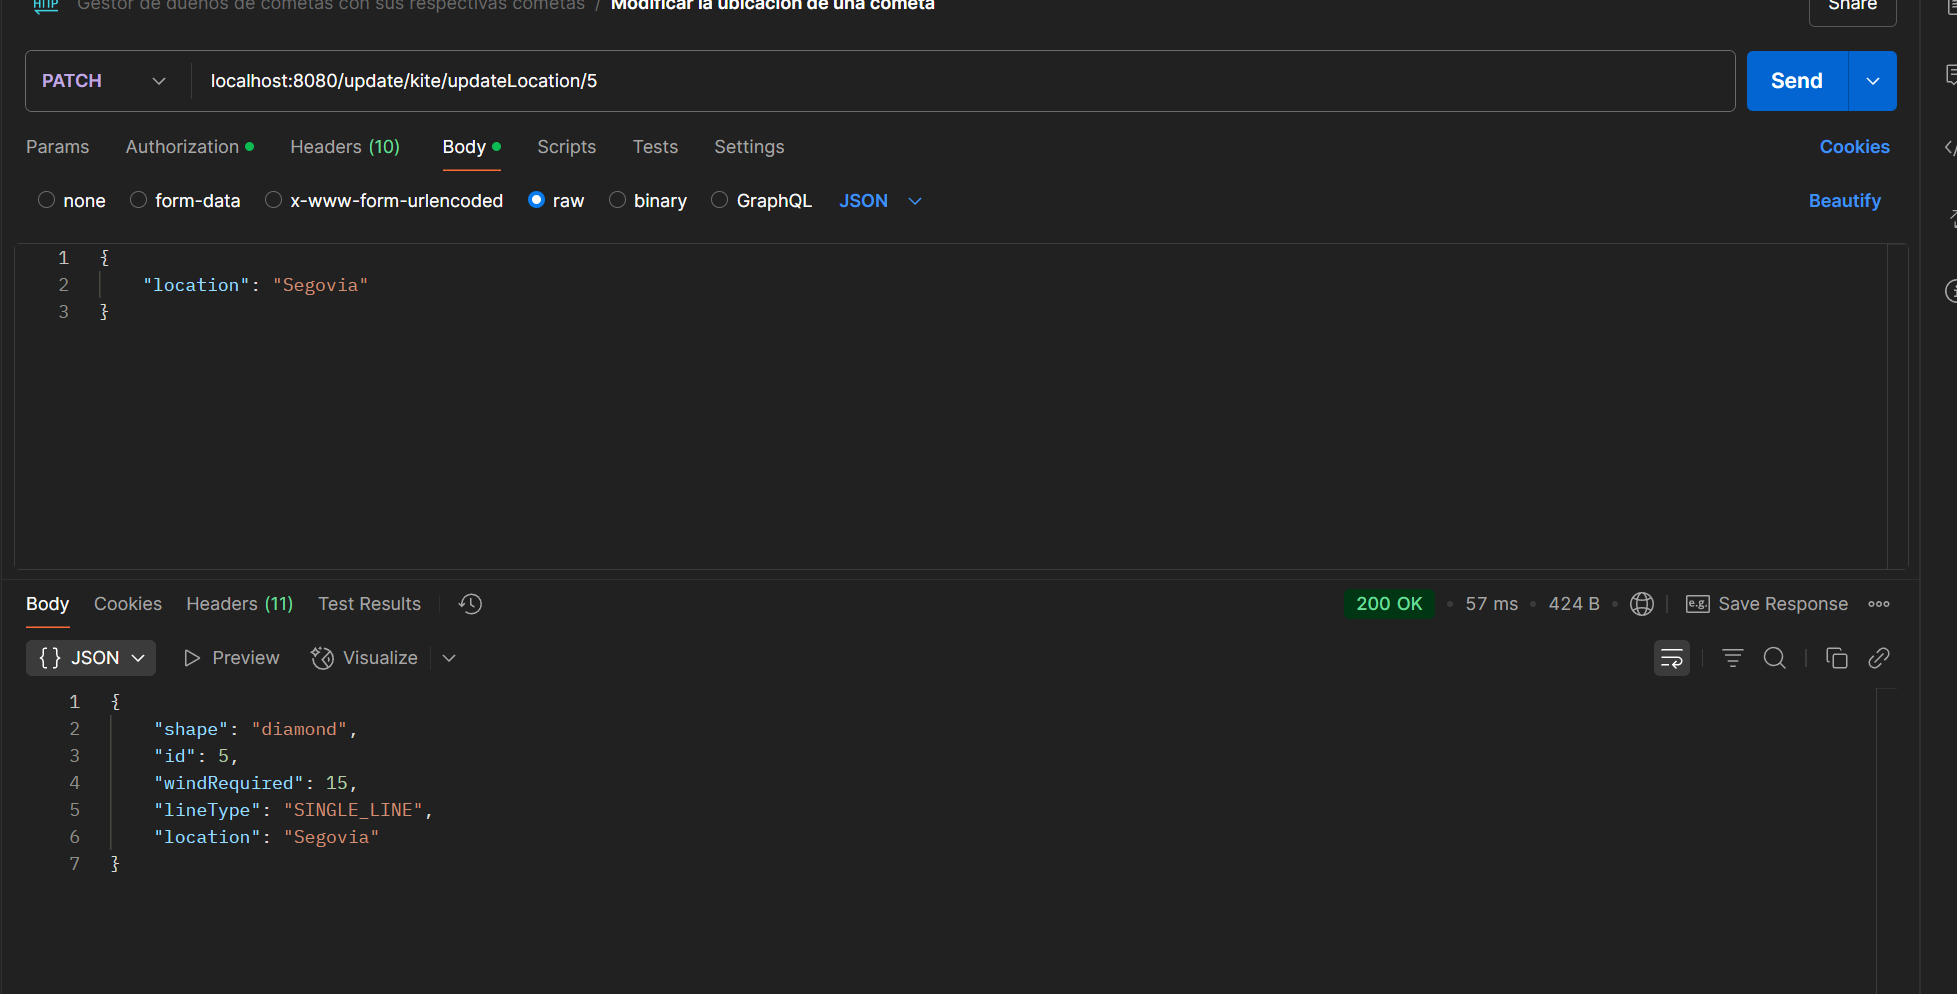 HTTP Gestor de dueños de cometas con sus respectivas cometas / Modificar la ubicación de una cometa Share
PATCH localhost:8080/update/kite/updateLocation/5 Send
Params Authorization Headers (10) Body Scripts Tests Settings Cookies
none form-data x-www-form-urlencoded raw binary GraphQL JSON Beautify
1 {
2 "location": "Segovia"
3 }
Body Cookies Headers (11) Test Results 200 OK • 57 ms • 424 B • e.g. Save Response
{} JSON Preview Visualize
1 {
2 "shape": "diamond",
3 "id": 5,
4 "windRequired": 15,
5 "lineType": "SINGLE_LINE",
6 "location": "Segovia"
7 }